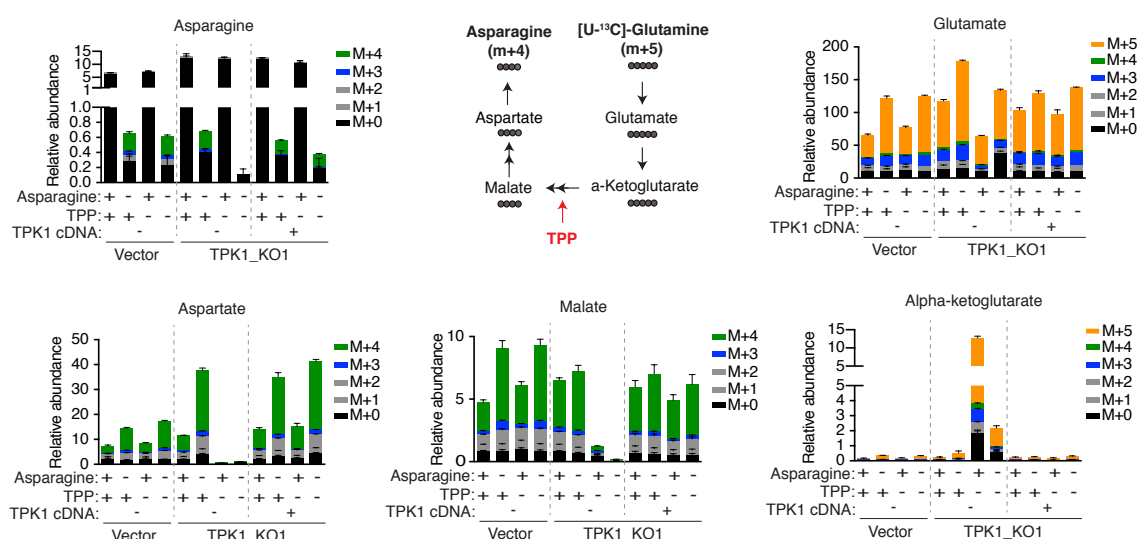 Asparagine
Relative abundance
15
10
5
1
1.0
0.8
0.6
0.4
0.2
0.0
M+4
M+3
M+2
M+1
M+0
Asparagine: + - + - + - + - + - + -
TPP: + + - - + + - - + + - -
TPK1 cDNA: - +
Vector TPK1_KO1
Asparagine [U-¹³C]-Glutamine
(m+4) (m+5)
Aspartate Glutamate
Malate a-Ketoglutarate
TPP
Glutamate
Relative abundance
200
150
100
50
0
M+5
M+4
M+3
M+2
M+1
M+0
Asparagine: + - + - + - + - + - + -
TPP: + + - - + + - - + + - -
TPK1 cDNA: - +
Vector TPK1_KO1
Aspartate
Relative abundance
50
40
30
20
10
0
M+4
M+3
M+2
M+1
M+0
Asparagine: + - + - + - + - + - + -
TPP: + + - - + + - - + + - -
TPK1 cDNA: - +
Vector TPK1_KO1
Malate
Relative abundance
10
5
0
M+4
M+3
M+2
M+1
M+0
Asparagine: + - + - + - + - + - + -
TPP: + + - - + + - - + + - -
TPK1 cDNA: - +
Vector TPK1_KO1
Alpha-ketoglutarate
Relative abundance
15
10
5
5
4
3
2
1
0
M+5
M+4
M+3
M+2
M+1
M+0
Asparagine: + - + - + - + - + - + -
TPP: + + - - + + - - + + - -
TPK1 cDNA: - +
Vector TPK1_KO1